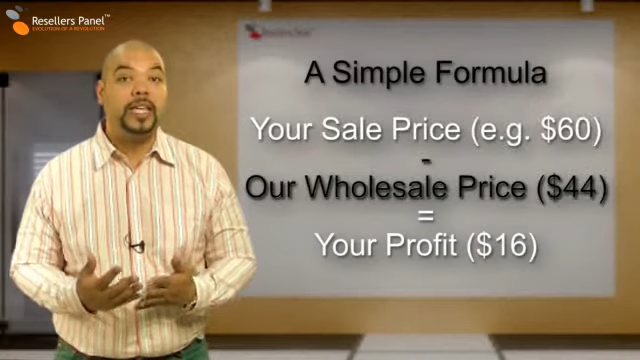 Resellers Panel™
EVOLUTION OF A REVOLUTION
A Simple Formula
Your Sale Price (e.g. $60)
-
Our Wholesale Price ($44)
=
Your Profit ($16)